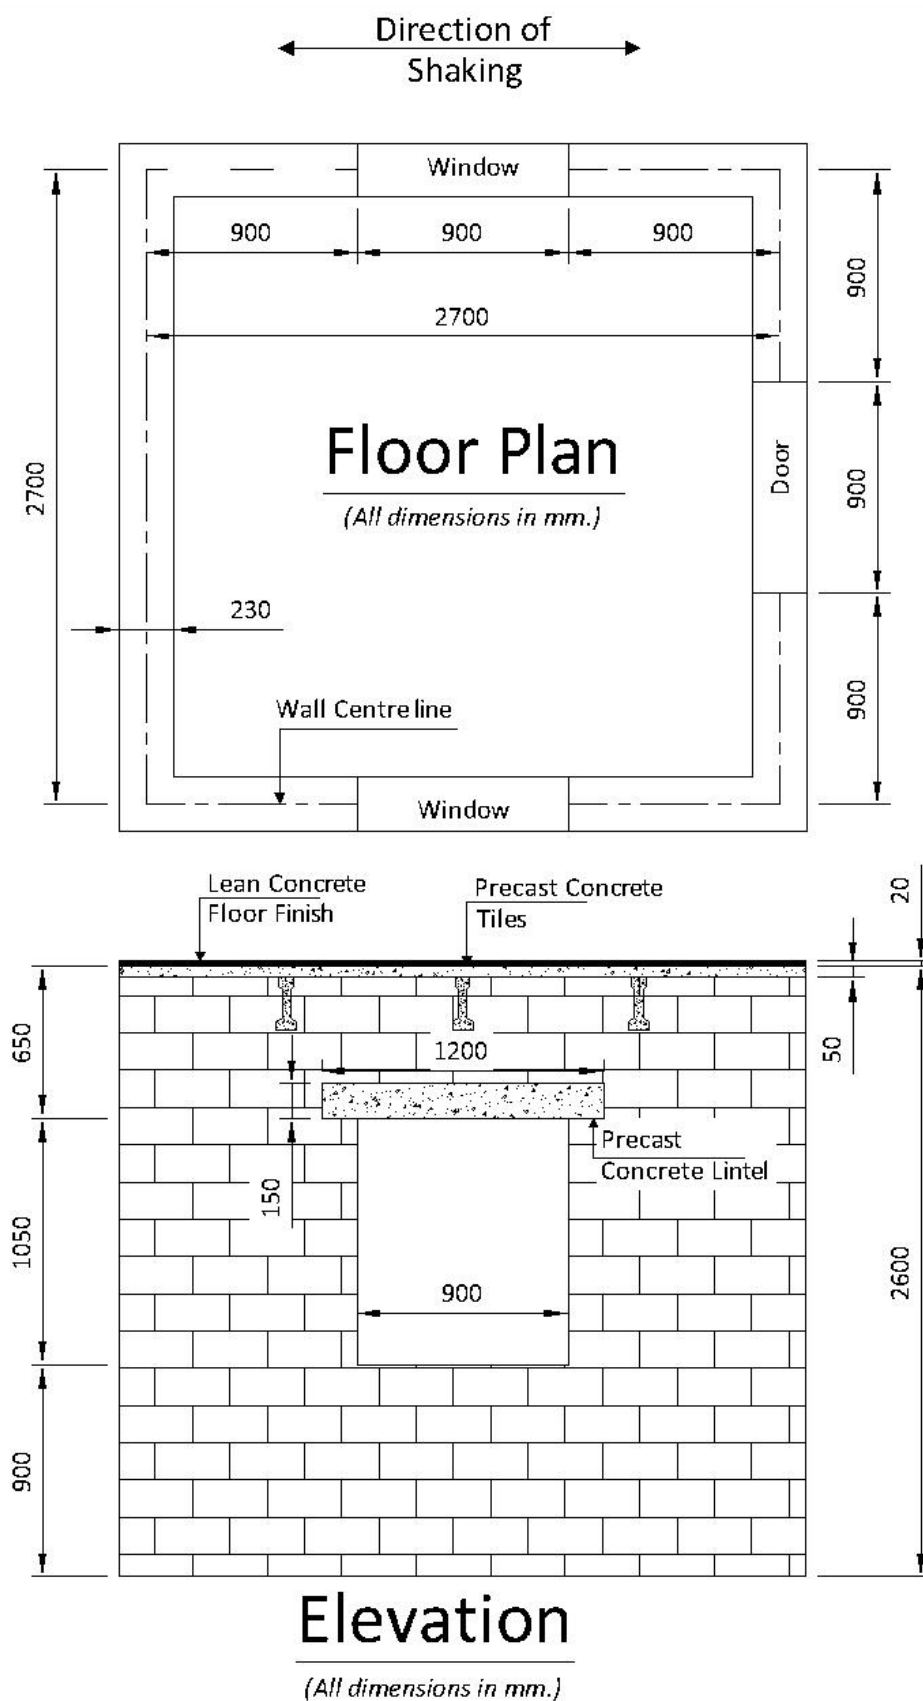 Direction of
Shaking
Window
900
900
900
900
2700
2700
Floor Plan
(All dimensions in mm.)
Door
900
230
900
Wall Centre line
Window
Lean Concrete
Floor Finish
Precast Concrete
Tiles
20
650
1200
50
150
Precast
Concrete Lintel
1050
900
2600
900
Elevation
(All dimensions in mm.)